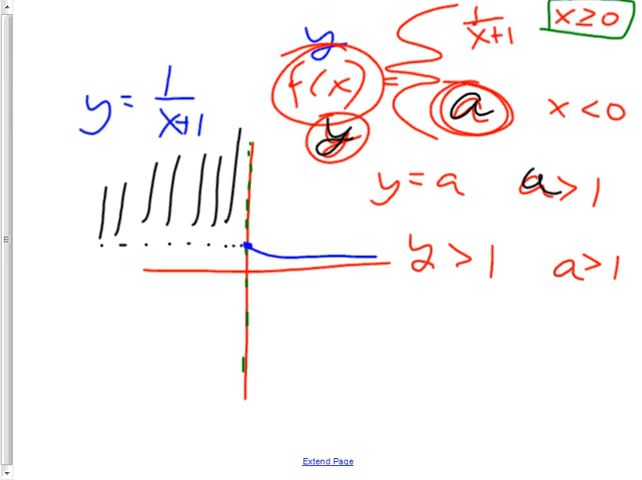 y = 1/(x+1)
y
f(x) = { 1/(x+1) x ≥ 0
a x < 0
y
y = a a > 1
y > 1 a > 1
Extend Page